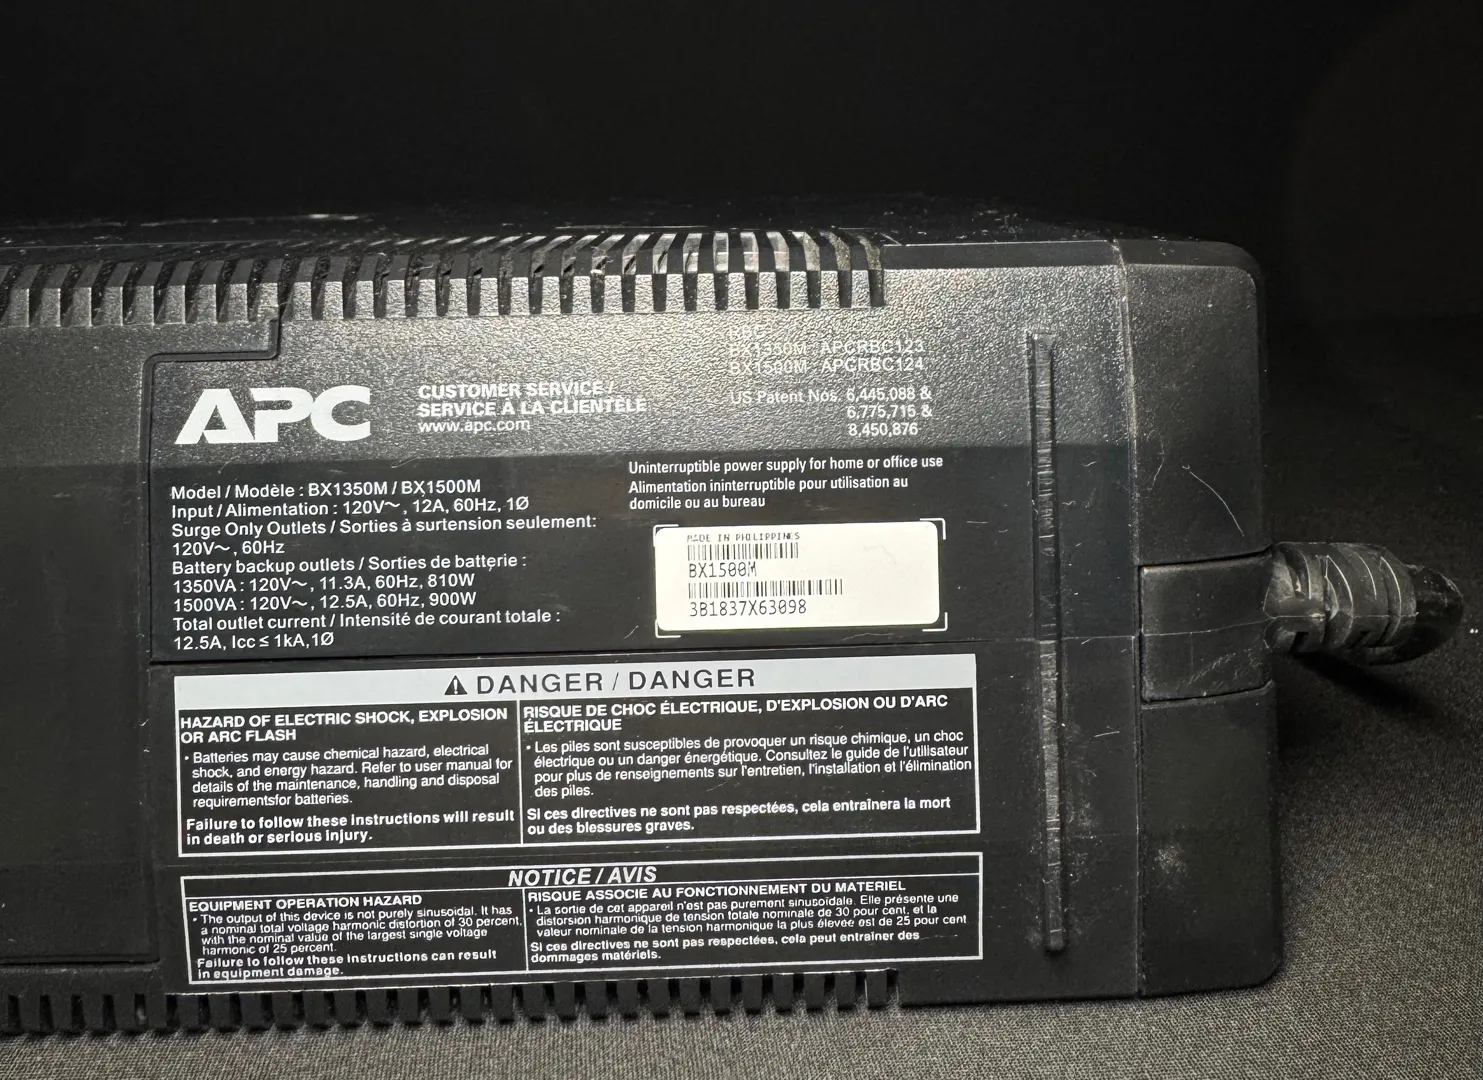 APC
CUSTOMER SERVICE /
SERVICE À LA CLIENTÈLE
www.apc.com
RBC
BX1350M APCRBC123
BX1500M APCRBC124
US Patent Nos. 6,445,088 &
6,775,715 &
8,450,876
Model / Modèle : BX1350M / BX1500M
Input / Alimentation : 120V~, 12A, 60Hz, 1Ø
Surge Only Outlets / Sorties à surtension seulement:
120V~, 60Hz
Battery backup outlets / Sorties de batterie :
1350VA : 120V~, 11.3A, 60Hz, 810W
1500VA : 120V~, 12.5A, 60Hz, 900W
Total outlet current / Intensité de courant totale :
12.5A, Icc ≤ 1kA,1Ø
Uninterruptible power supply for home or office use
Alimentation ininterruptible pour utilisation au
domicile ou au bureau
MADE IN PHILIPPINES
BX1500M
3B1837X63098
⚠ DANGER / DANGER
HAZARD OF ELECTRIC SHOCK, EXPLOSION
OR ARC FLASH
• Batteries may cause chemical hazard, electrical
shock, and energy hazard. Refer to user manual for
details of the maintenance, handling and disposal
requirementsfor batteries.
Failure to follow these instructions will result
in death or serious injury.
RISQUE DE CHOC ÉLECTRIQUE, D'EXPLOSION OU D'ARC
ÉLECTRIQUE
• Les piles sont susceptibles de provoquer un risque chimique, un choc
électrique ou un danger énergétique. Consultez le guide de l'utilisateur
pour plus de renseignements sur l'entretien, l'installation et l'élimination
des piles.
Si ces directives ne sont pas respectées, cela entraînera la mort
ou des blessures graves.
NOTICE / AVIS
EQUIPMENT OPERATION HAZARD
• The output of this device is not purely sinusoidal. It has
a nominal total voltage harmonic distortion of 30 percent,
with the nominal value of the largest single voltage
harmonic of 25 percent.
Failure to follow these instructions can result
in equipment damage.
RISQUE ASSOCIE AU FONCTIONNEMENT DU MATERIEL
• La sortie de cet appareil n'est pas purement sinusoïdale. Elle présente une
distorsion harmonique de tension totale nominale de 30 pour cent, et la
valeur nominale de la tension harmonique la plus élevée est de 25 pour cent
Si ces directives ne sont pas respectées, cela peut entraîner des
dommages matériels.